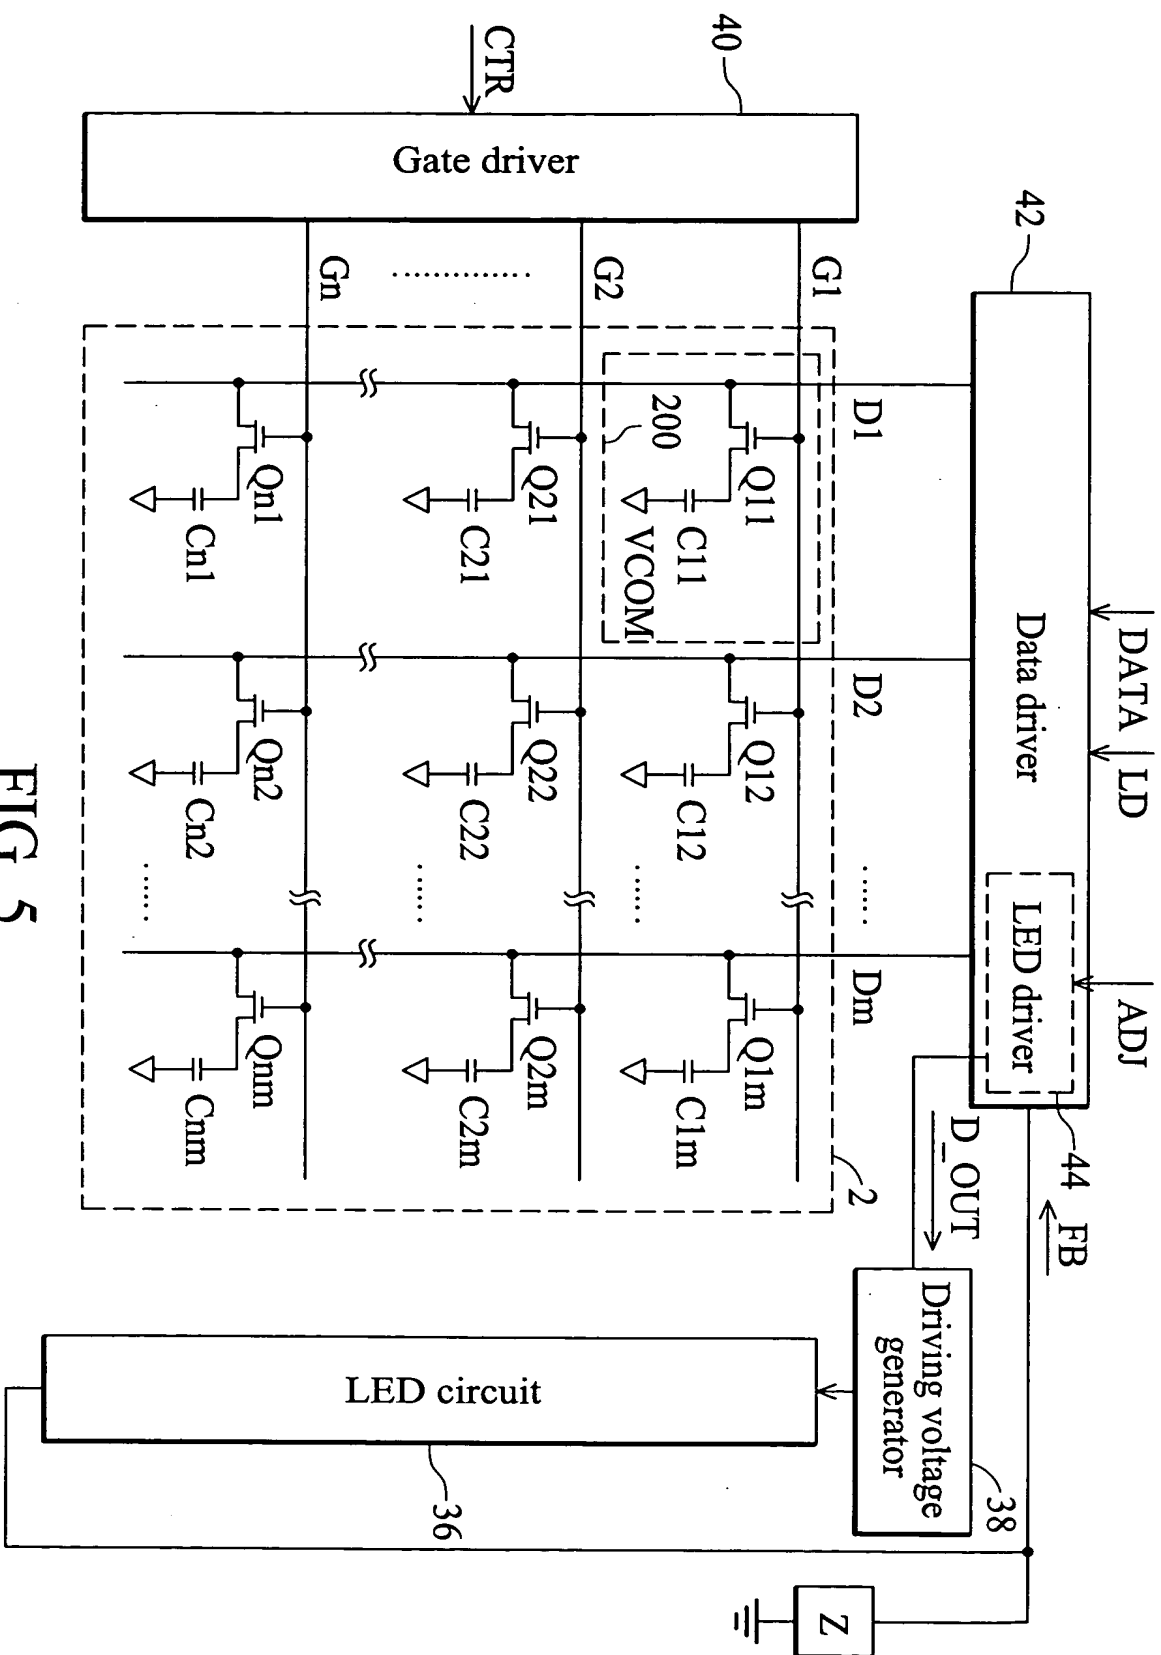 DATA
LD
ADJ
42
Data driver
LED driver
44
FB
D_OUT
40
CTR
Gate driver
D1
D2
......
Dm
2
Driving voltage
generator
38
G1
Q11
C11
VCOM
200
Q12
C12
......
Q1m
C1m
G2
Q21
C21
Q22
C22
......
Q2m
C2m
...............
Gn
Qn1
Cn1
Qn2
Cn2
......
Qnm
Cnm
LED circuit
36
Z
FIG 5